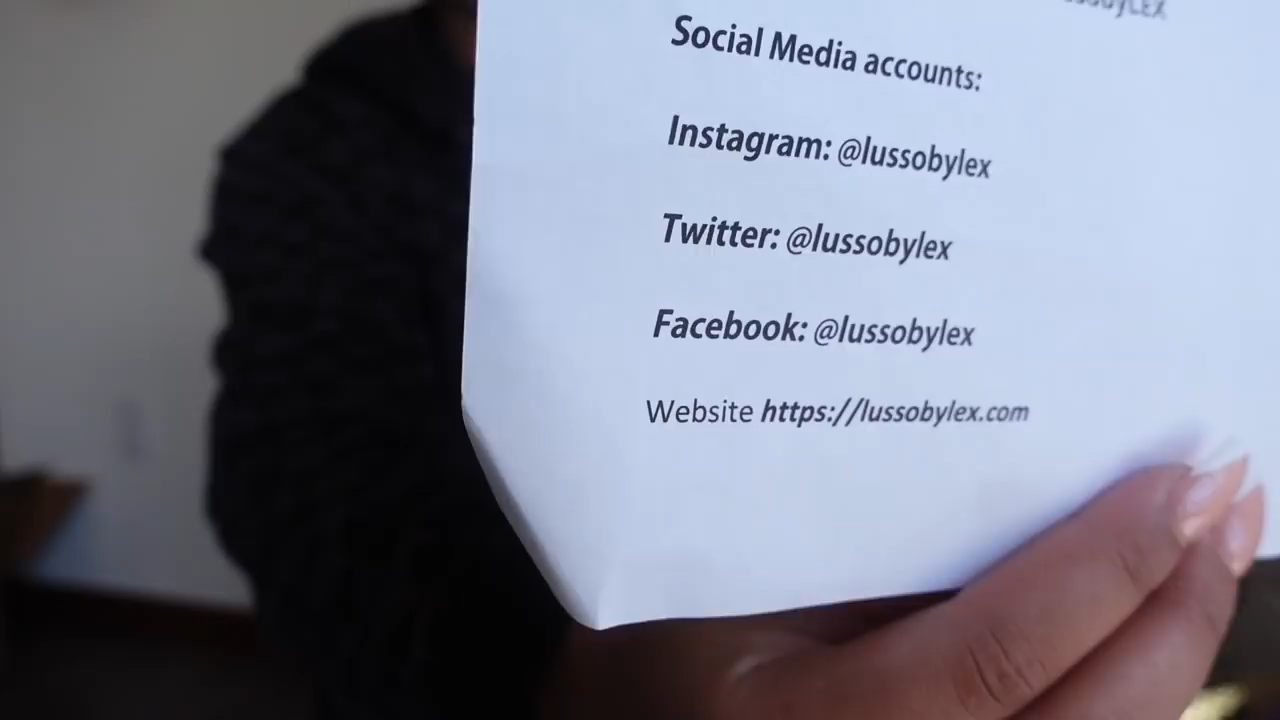 Social Media accounts:
Instagram: @lussobylex
Twitter: @lussobylex
Facebook: @lussobylex
Website https://lussobylex.com